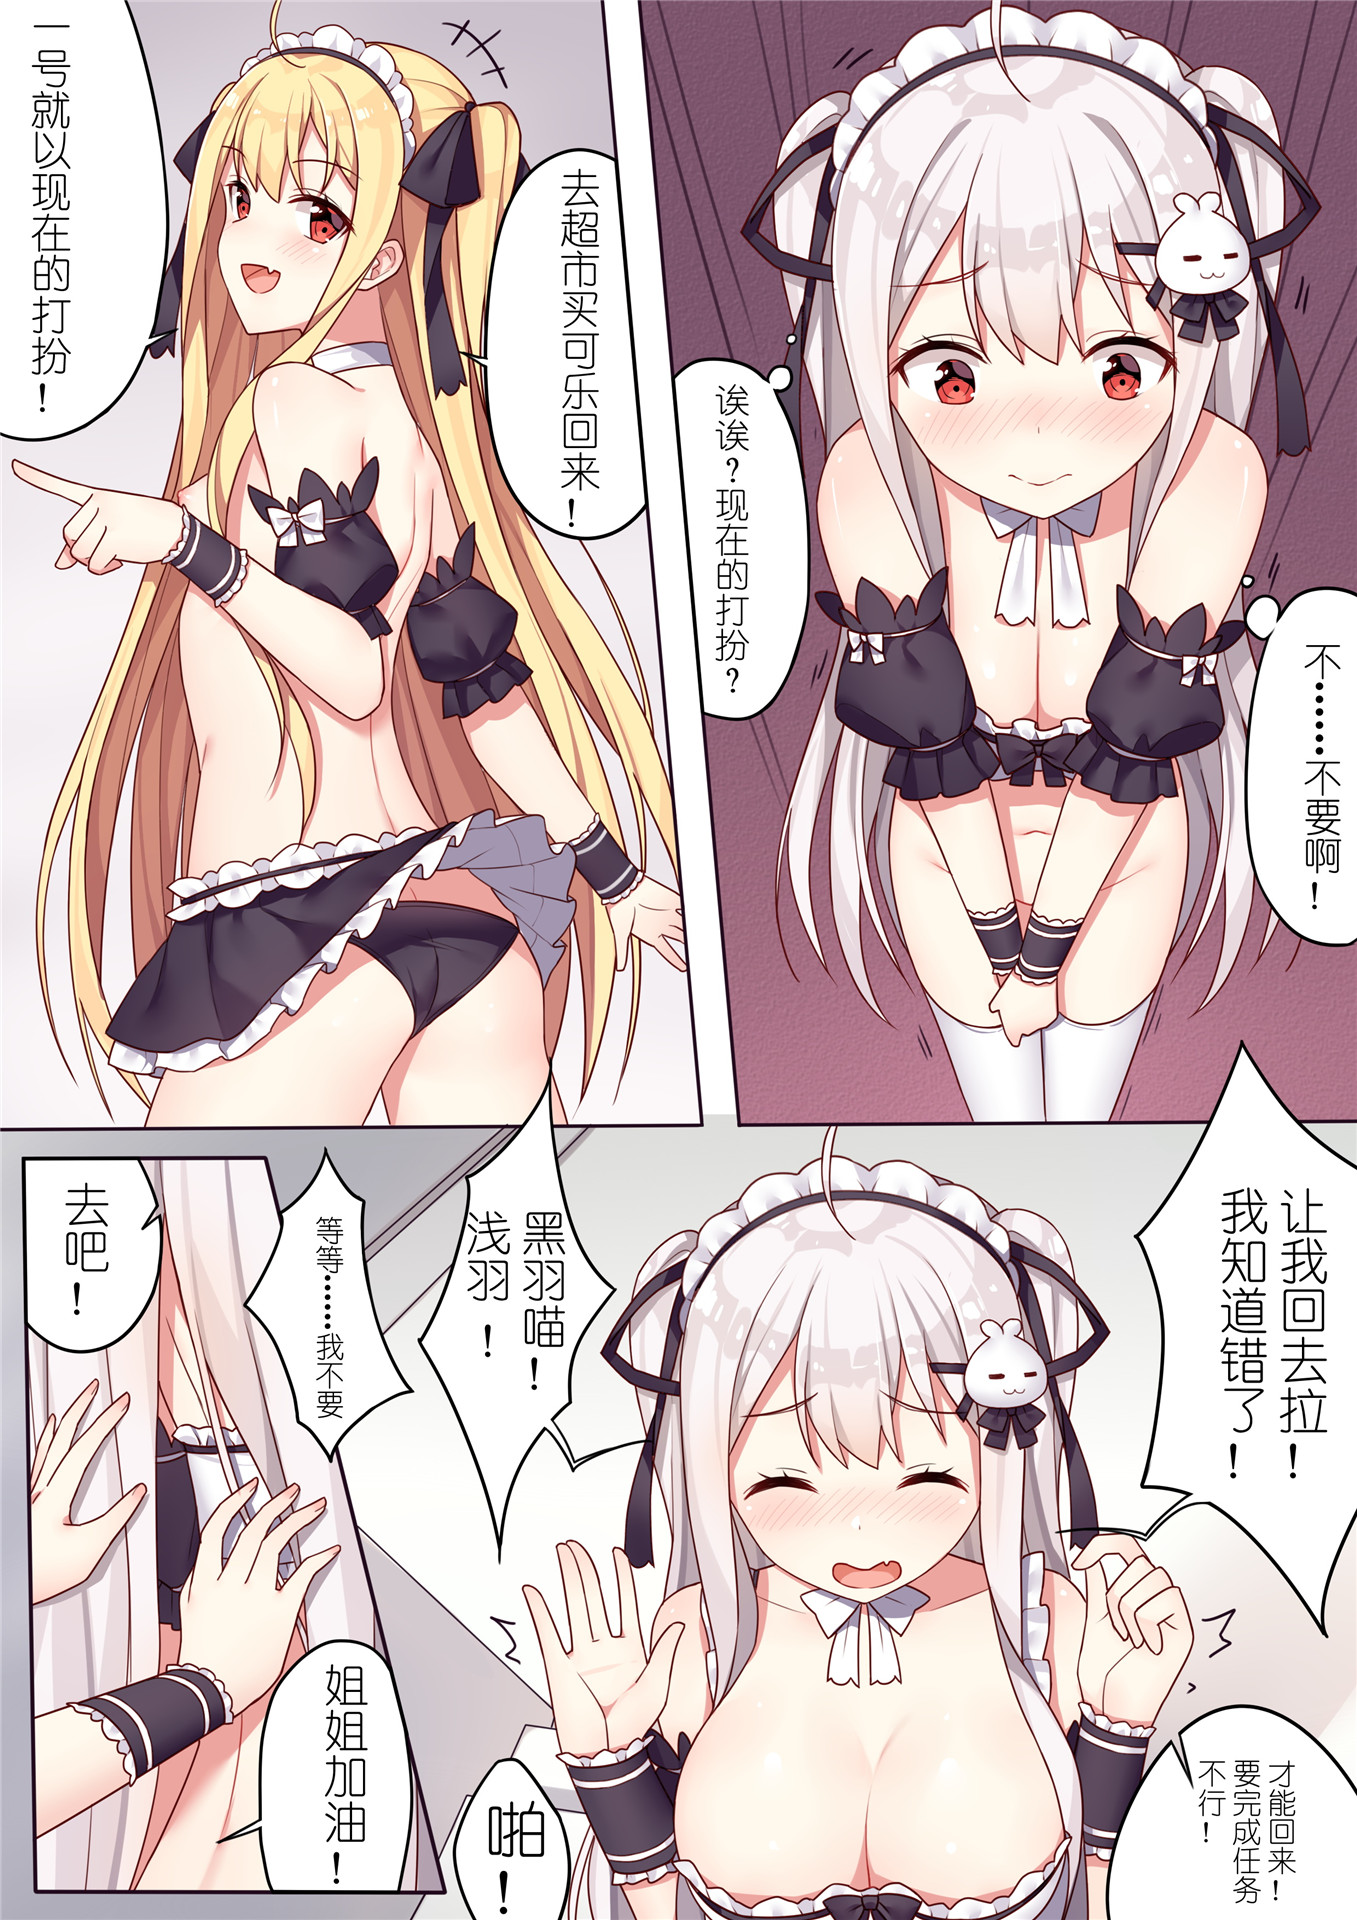 一号就以现在的打扮！
去超市买可乐回来！
诶诶？现在的打扮？
不……不要啊！
去吧！
等等……我不要
姐姐加油！
黑羽喵！
浅羽！
让我回去拉！
我知道错了！
啪！
不行！
要完成任务
才能回来！